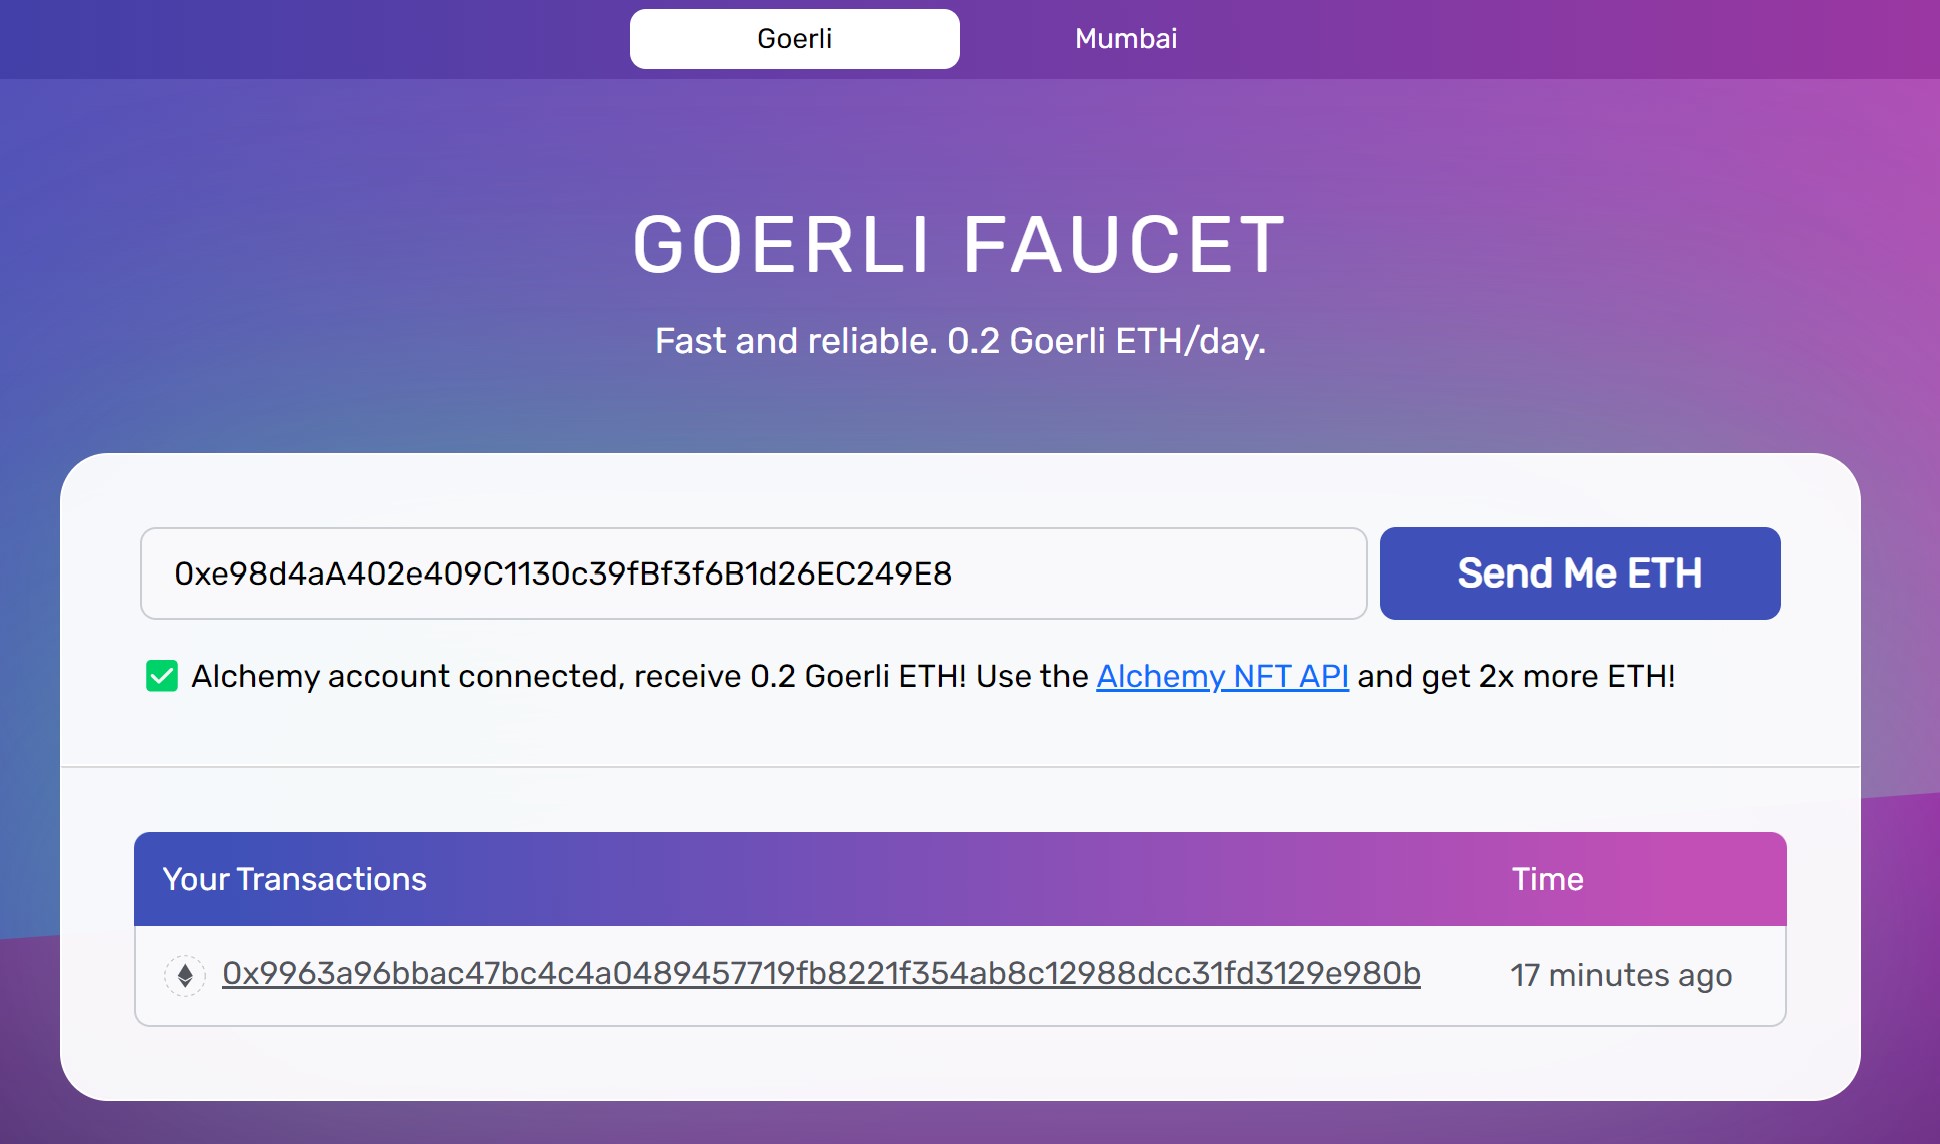 Goerli
Mumbai
GOERLI FAUCET
Fast and reliable. 0.2 Goerli ETH/day.
0xe98d4aA402e409C1130c39fBf3f6B1d26EC249E8
Send Me ETH
Alchemy account connected, receive 0.2 Goerli ETH! Use the Alchemy NFT API and get 2x more ETH!
Your Transactions
Time
0x9963a96bbac47bc4c4a0489457719fb8221f354ab8c12988dcc31fd3129e980b
17 minutes ago